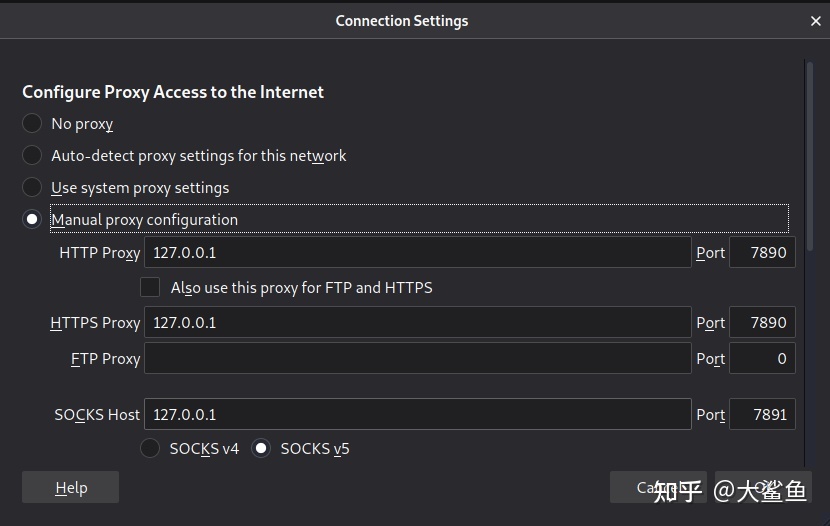 Connection Settings
Configure Proxy Access to the Internet
No proxy
Auto-detect proxy settings for this network
Use system proxy settings
Manual proxy configuration
HTTP Proxy 127.0.0.1 Port 7890
Also use this proxy for FTP and HTTPS
HTTPS Proxy 127.0.0.1 Port 7890
FTP Proxy Port 0
SOCKS Host 127.0.0.1 Port 7891
SOCKS v4 SOCKS v5
Help Cancel OK
知乎 @大鲨鱼